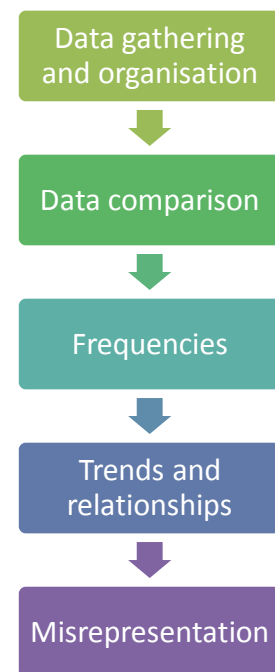 Data gathering
and organisation
Data comparison
Frequencies
Trends and
relationships
Misrepresentation